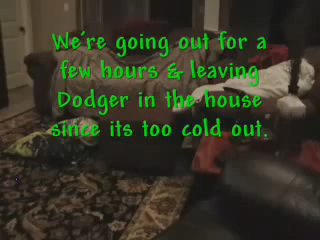 We're going out for a
few hours & leaving
Dodger in the house
since its too cold out.